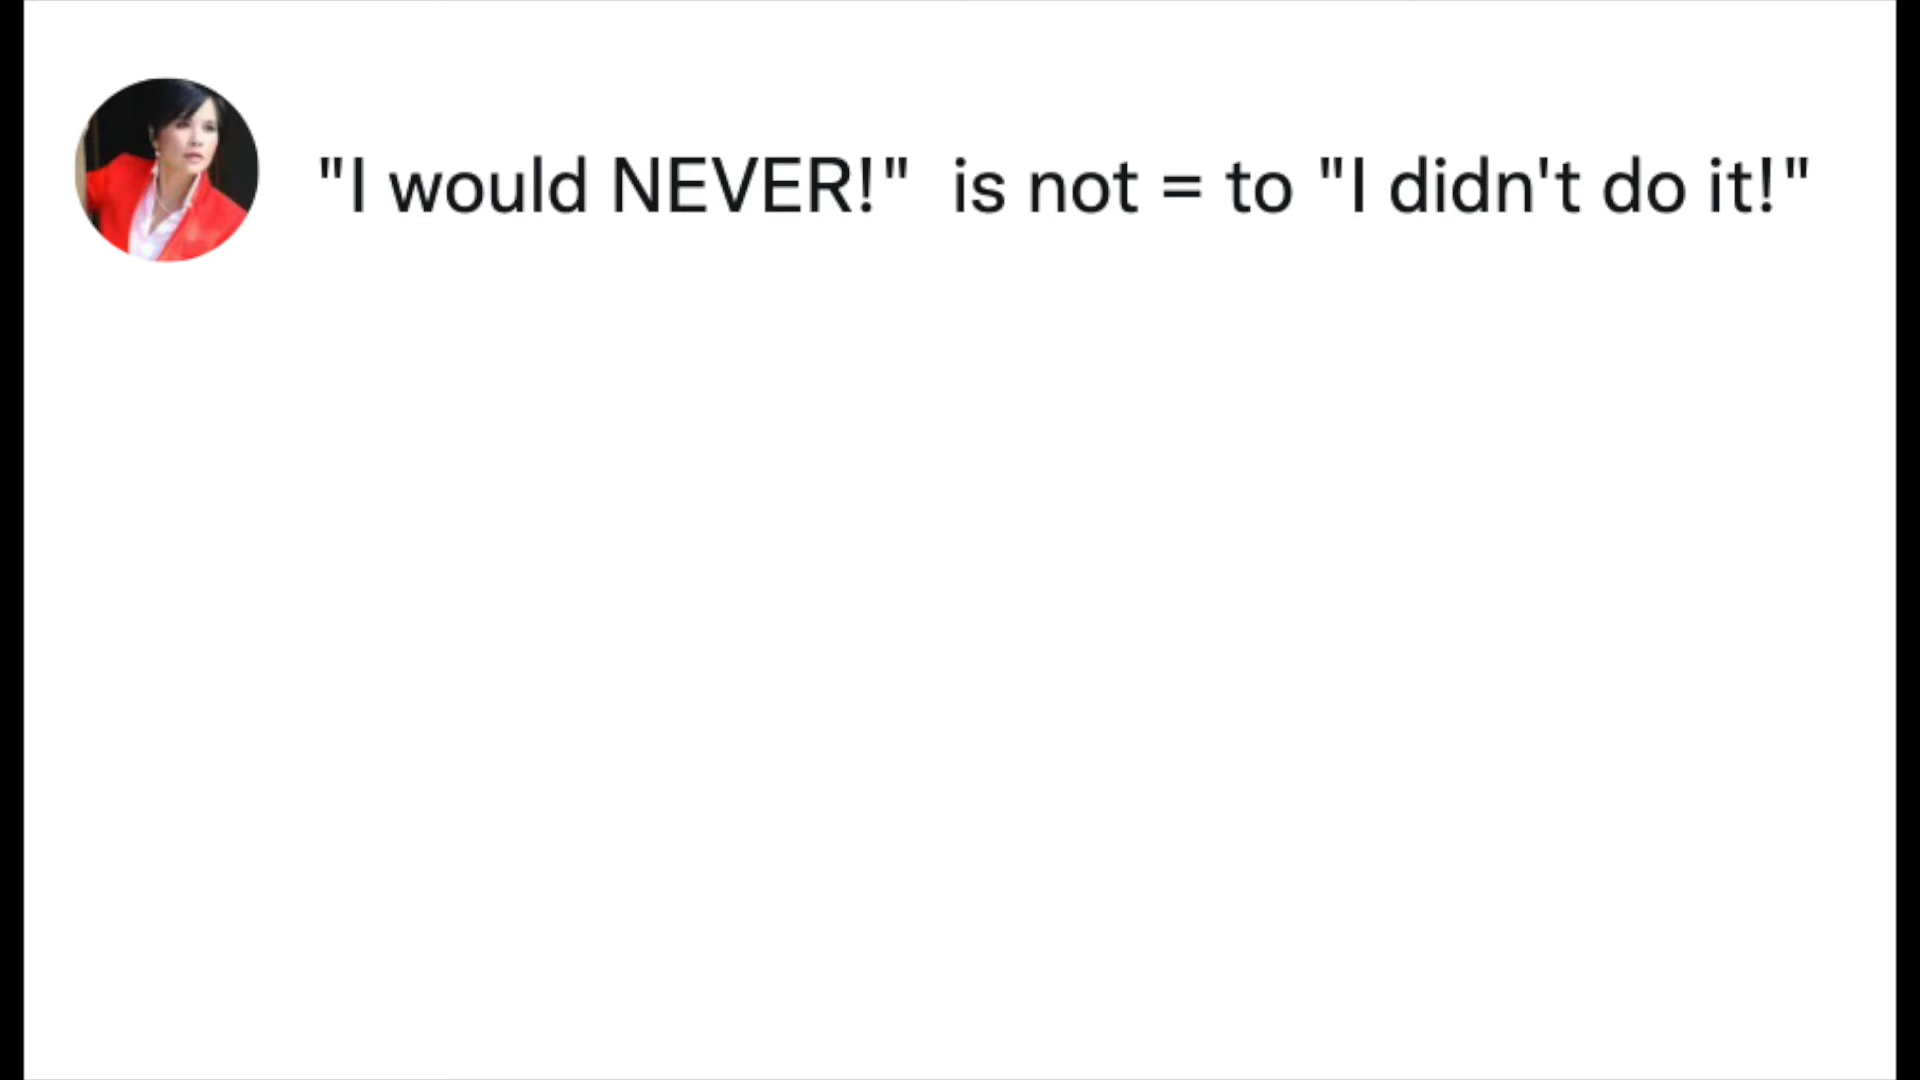 "I would NEVER!"  is not = to "I didn't do it!"